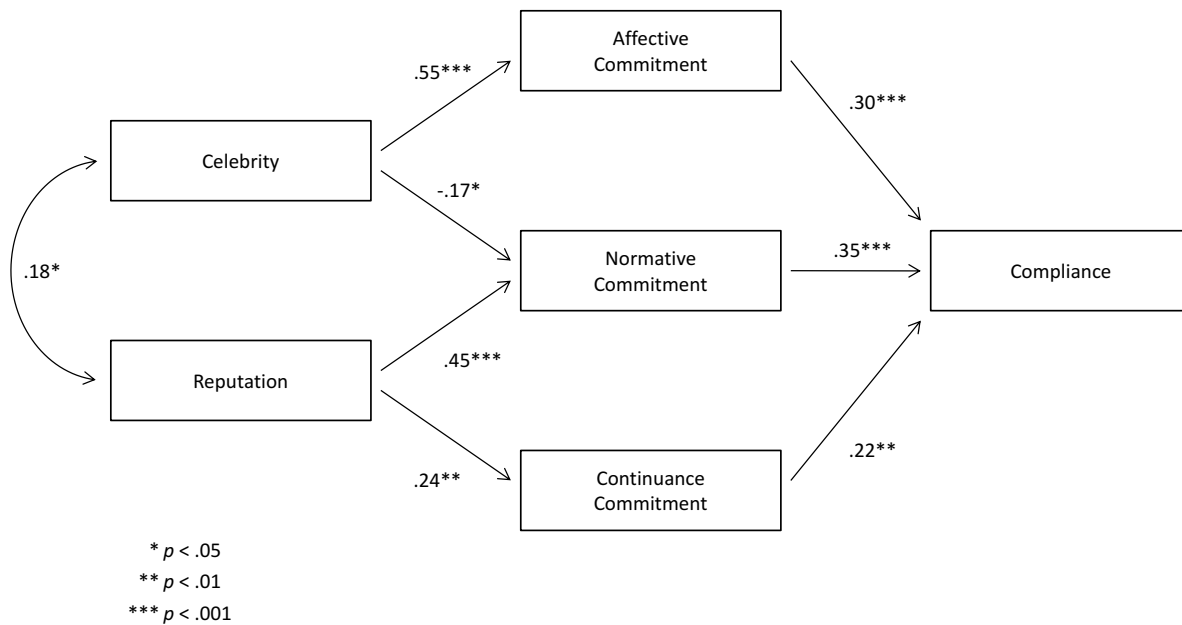 Affective
Commitment
.55***
.30***
Celebrity
-.17*
Normative
Commitment
.35***
Compliance
.18*
.45***
Reputation
.24**
Continuance
Commitment
.22**
* p < .05
** p < .01
*** p < .001